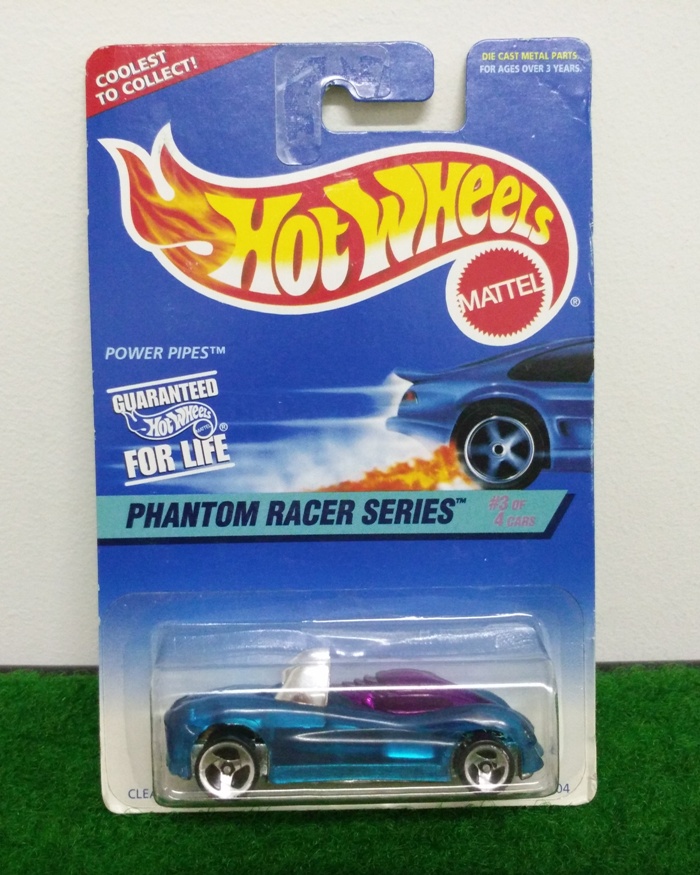 COOLEST
TO COLLECT!
DIE CAST METAL PARTS.
FOR AGES OVER 3 YEARS.
HOT WHEELS
MATTEL
®
POWER PIPES™
GUARANTEED
HOT WHEELS
MATTEL
®
FOR LIFE
PHANTOM RACER SERIES™
#3 OF
4 CARS
CLEA
04